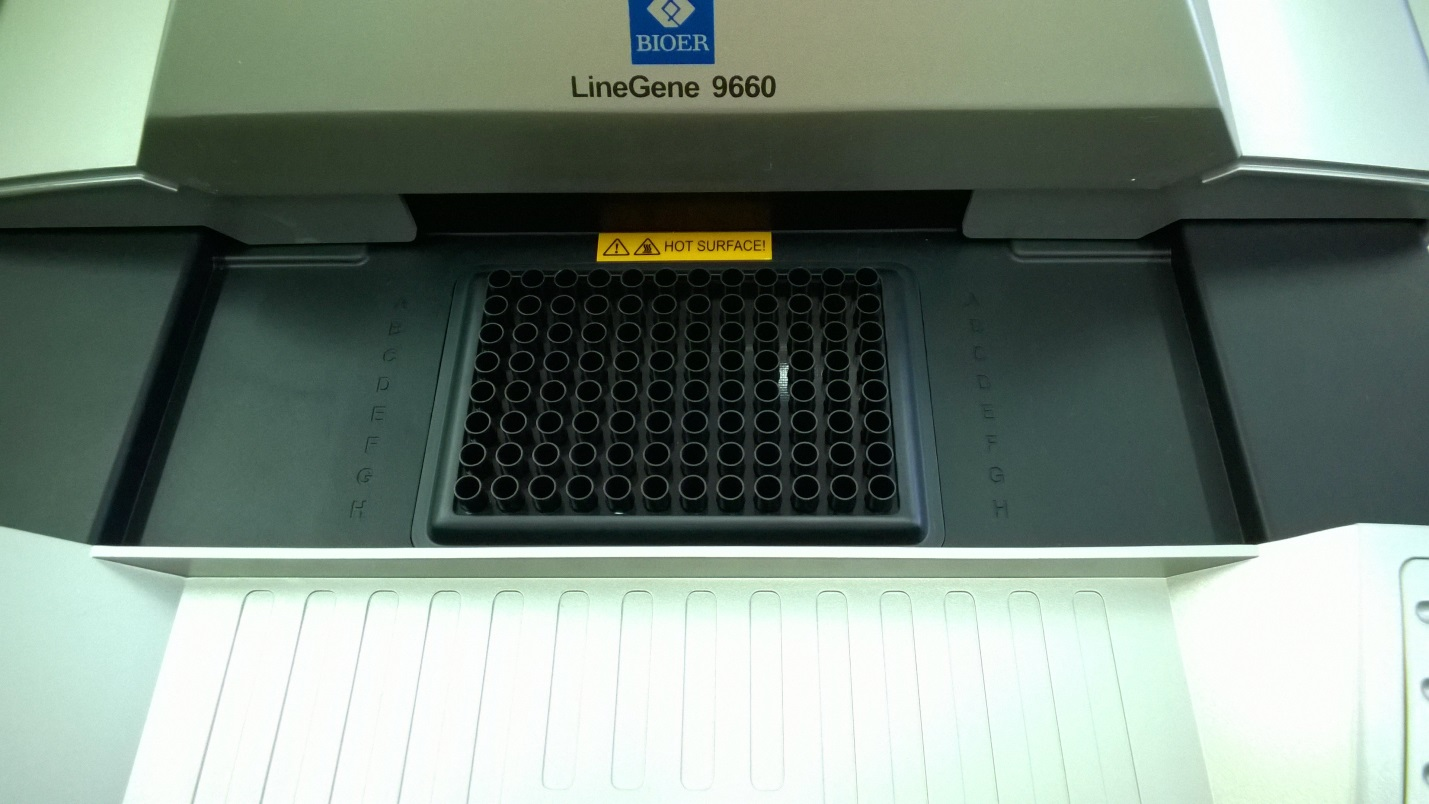 BIOER
LineGene 9660
HOT SURFACE!
A A
B B
C C
D D
E E
F F
G G
H H